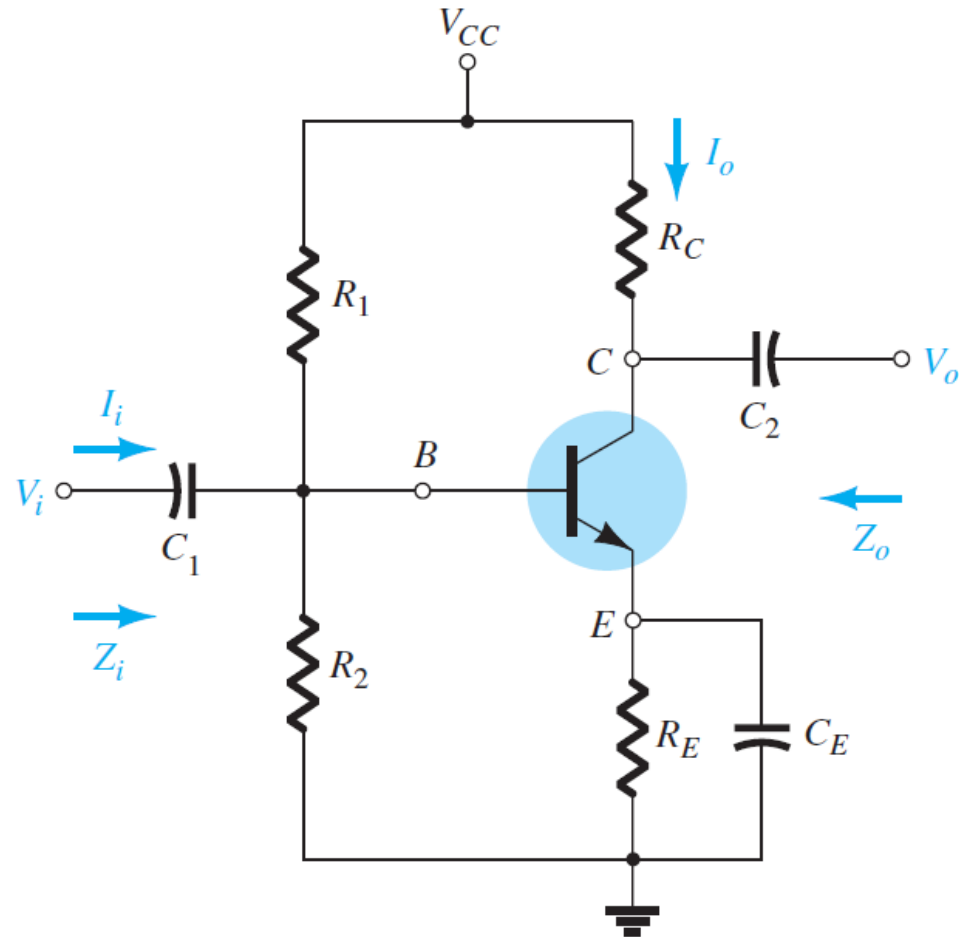 V_CC
I_o
R_C
R_1
C
V_o
C_2
I_i
B
V_i
C_1
Z_o
E
Z_i
R_2
R_E
C_E